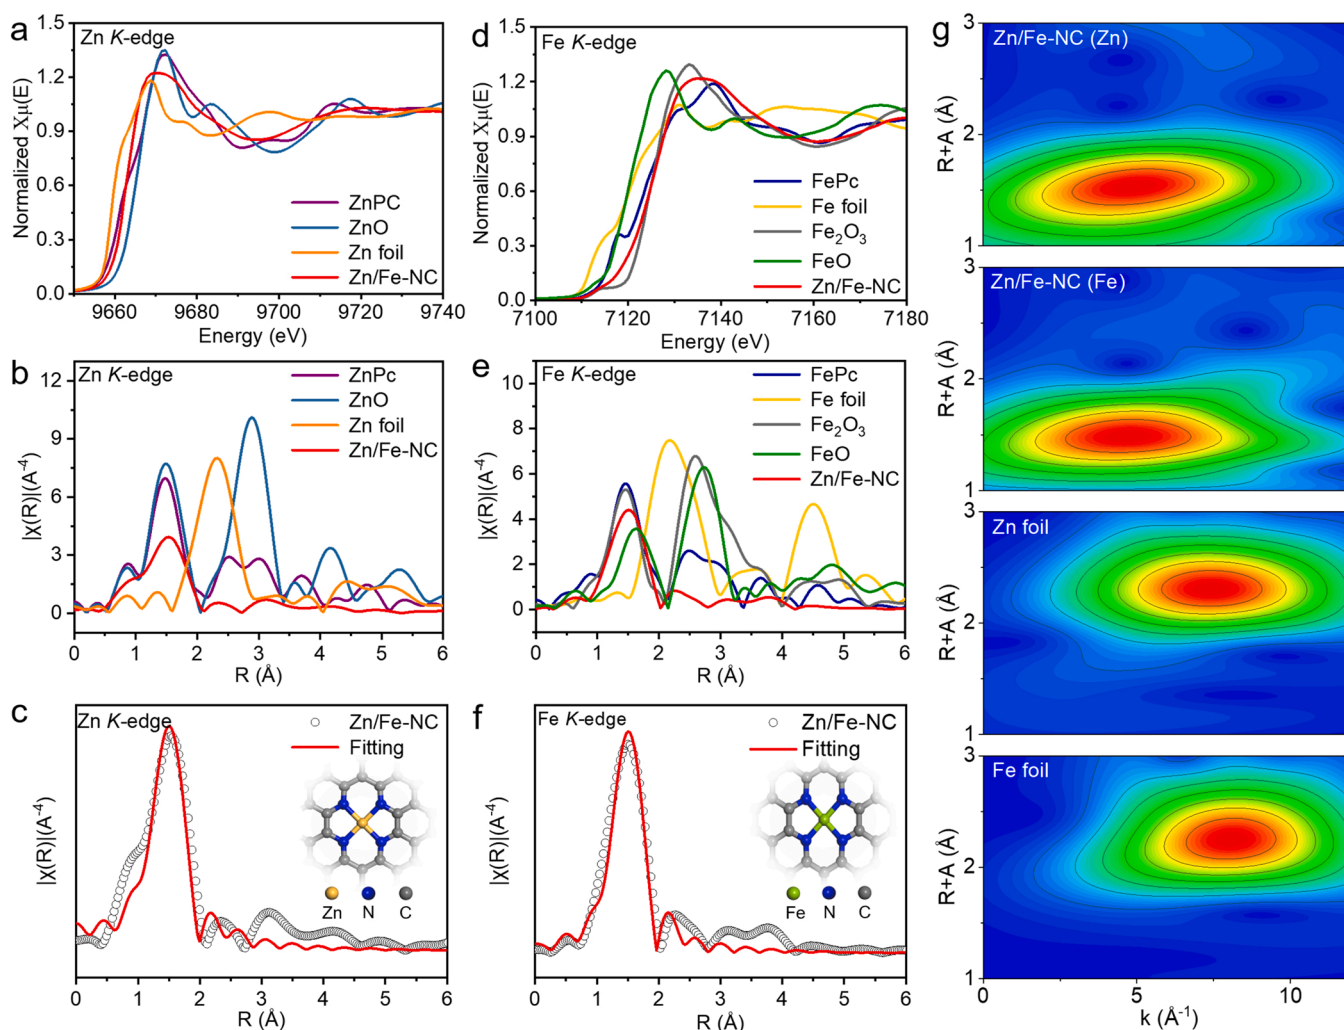 a
Zn K-edge
1.5
1.2
0.9
0.6
0.3
0.0
Normalized Χμ(E)
ZnPC
ZnO
Zn foil
Zn/Fe-NC
9660 9680 9700 9720 9740
Energy (eV)
d
Fe K-edge
1.5
1.2
0.9
0.6
0.3
0.0
Normalized Χμ(E)
FePc
Fe foil
Fe₂O₃
FeO
Zn/Fe-NC
7100 7120 7140 7160 7180
Energy (eV)
b
Zn K-edge
12
9
6
3
0
|χ(R)|(A⁻⁴)
ZnPc
ZnO
Zn foil
Zn/Fe-NC
0 1 2 3 4 5 6
R (Å)
e
Fe K-edge
10
8
6
4
2
0
|χ(R)|(A⁻⁴)
FePc
Fe foil
Fe₂O₃
FeO
Zn/Fe-NC
0 1 2 3 4 5 6
R (Å)
c
Zn K-edge
Zn/Fe-NC
Fitting
|χ(R)|(A⁻⁴)
Zn N C
0 1 2 3 4 5 6
R (Å)
f
Fe K-edge
Zn/Fe-NC
Fitting
|χ(R)|(A⁻⁴)
Fe N C
0 1 2 3 4 5 6
R (Å)
g
Zn/Fe-NC (Zn)
3
2
1
R+A (Å)
Zn/Fe-NC (Fe)
3
2
1
R+A (Å)
Zn foil
3
2
1
R+A (Å)
Fe foil
3
2
1
R+A (Å)
0 5 10
k (Å⁻¹)